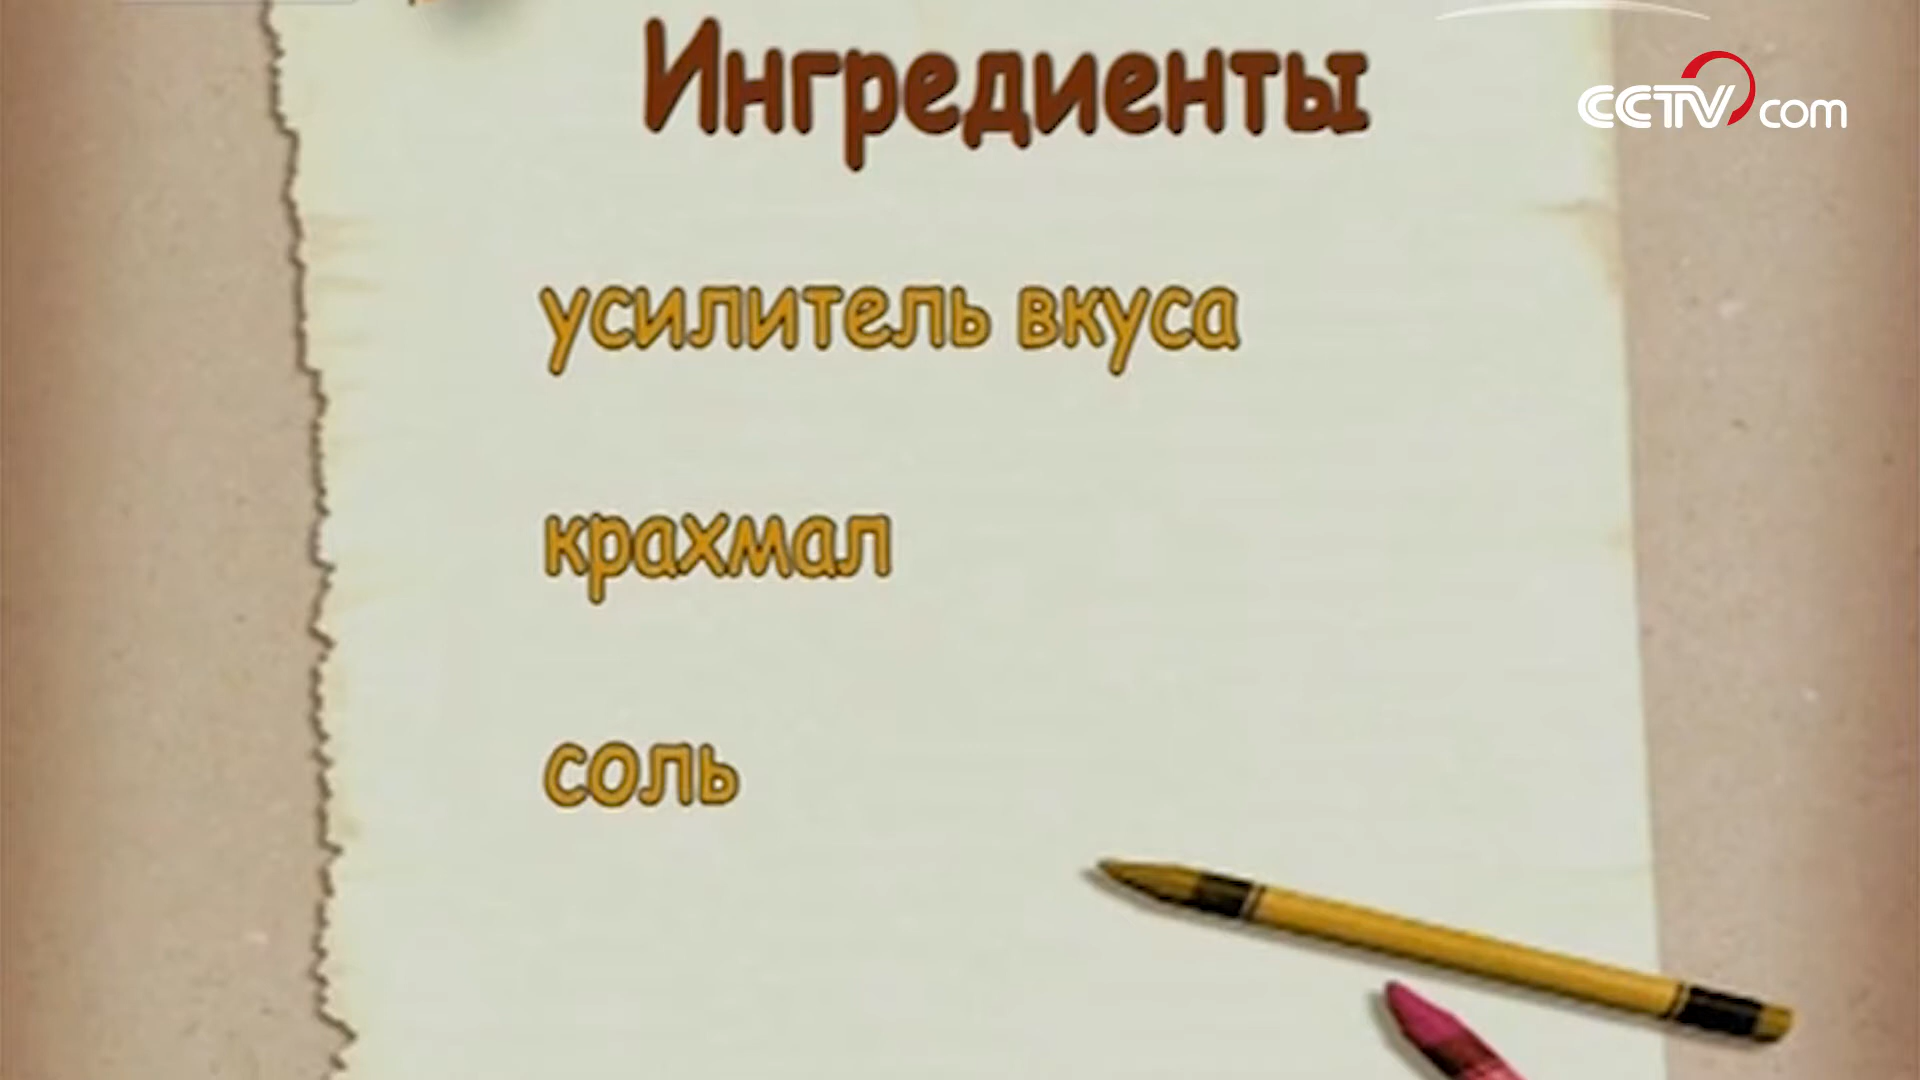 Ингредиенты
CCTV com
усилитель вкуса
крахмал
соль